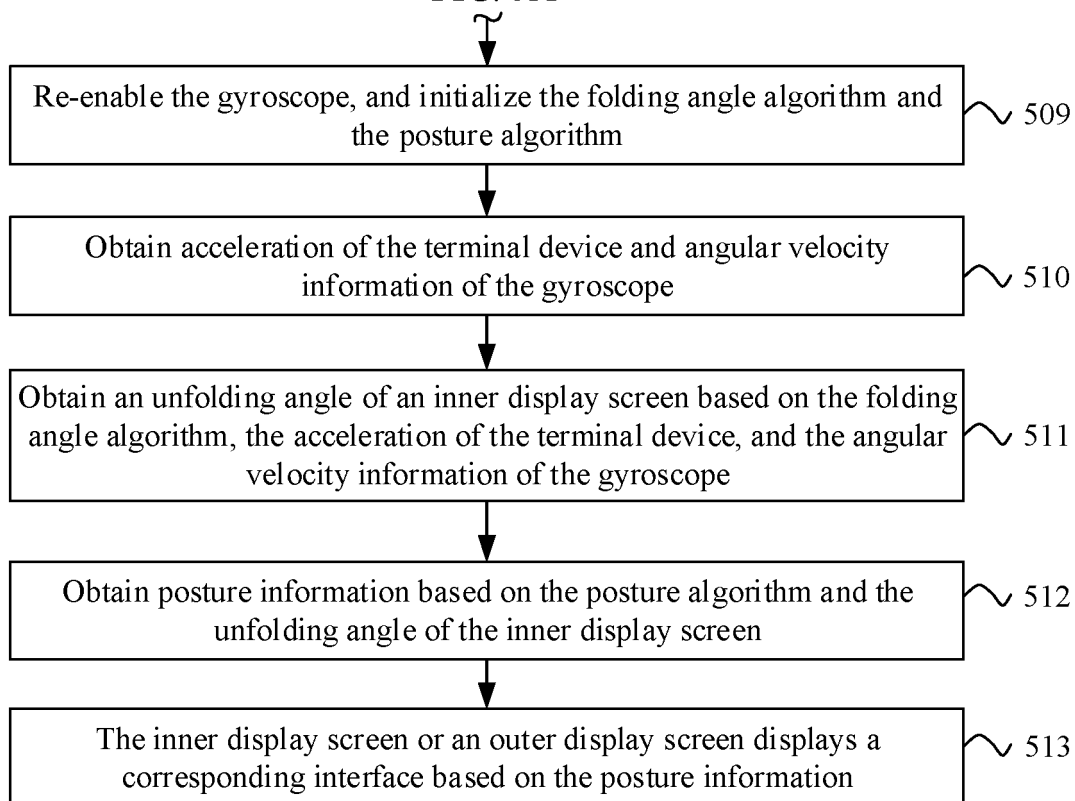 Re-enable the gyroscope, and initialize the folding angle algorithm and
the posture algorithm
509
Obtain acceleration of the terminal device and angular velocity
information of the gyroscope
510
Obtain an unfolding angle of an inner display screen based on the folding
angle algorithm, the acceleration of the terminal device, and the angular
velocity information of the gyroscope
511
Obtain posture information based on the posture algorithm and the
unfolding angle of the inner display screen
512
The inner display screen or an outer display screen displays a
corresponding interface based on the posture information
513